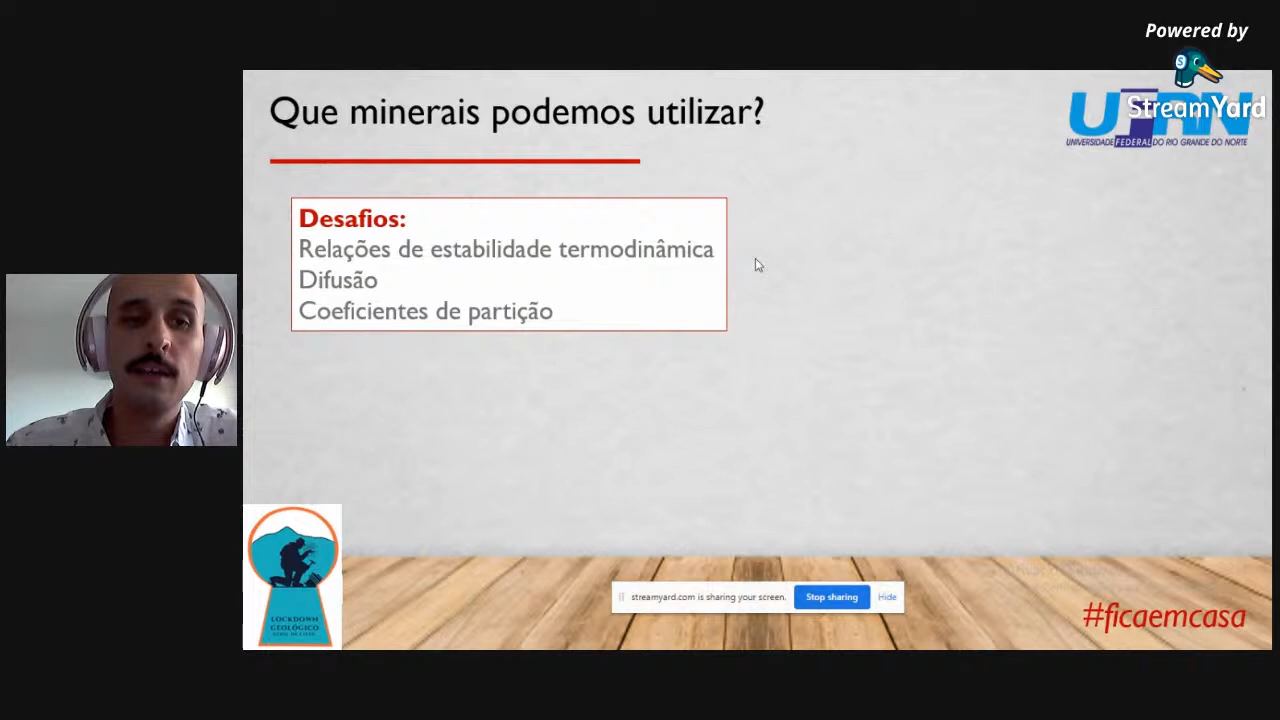 Powered by
StreamYard
Que minerais podemos utilizar?
UFRN
UNIVERSIDADE FEDERAL DO RIO GRANDE DO NORTE
Desafios:
Relações de estabilidade termodinâmica
Difusão
Coeficientes de partição
LOCKDOWN
GEOLÓGICO
streamyard.com is sharing your screen.
Stop sharing
Hide
#ficaemcasa